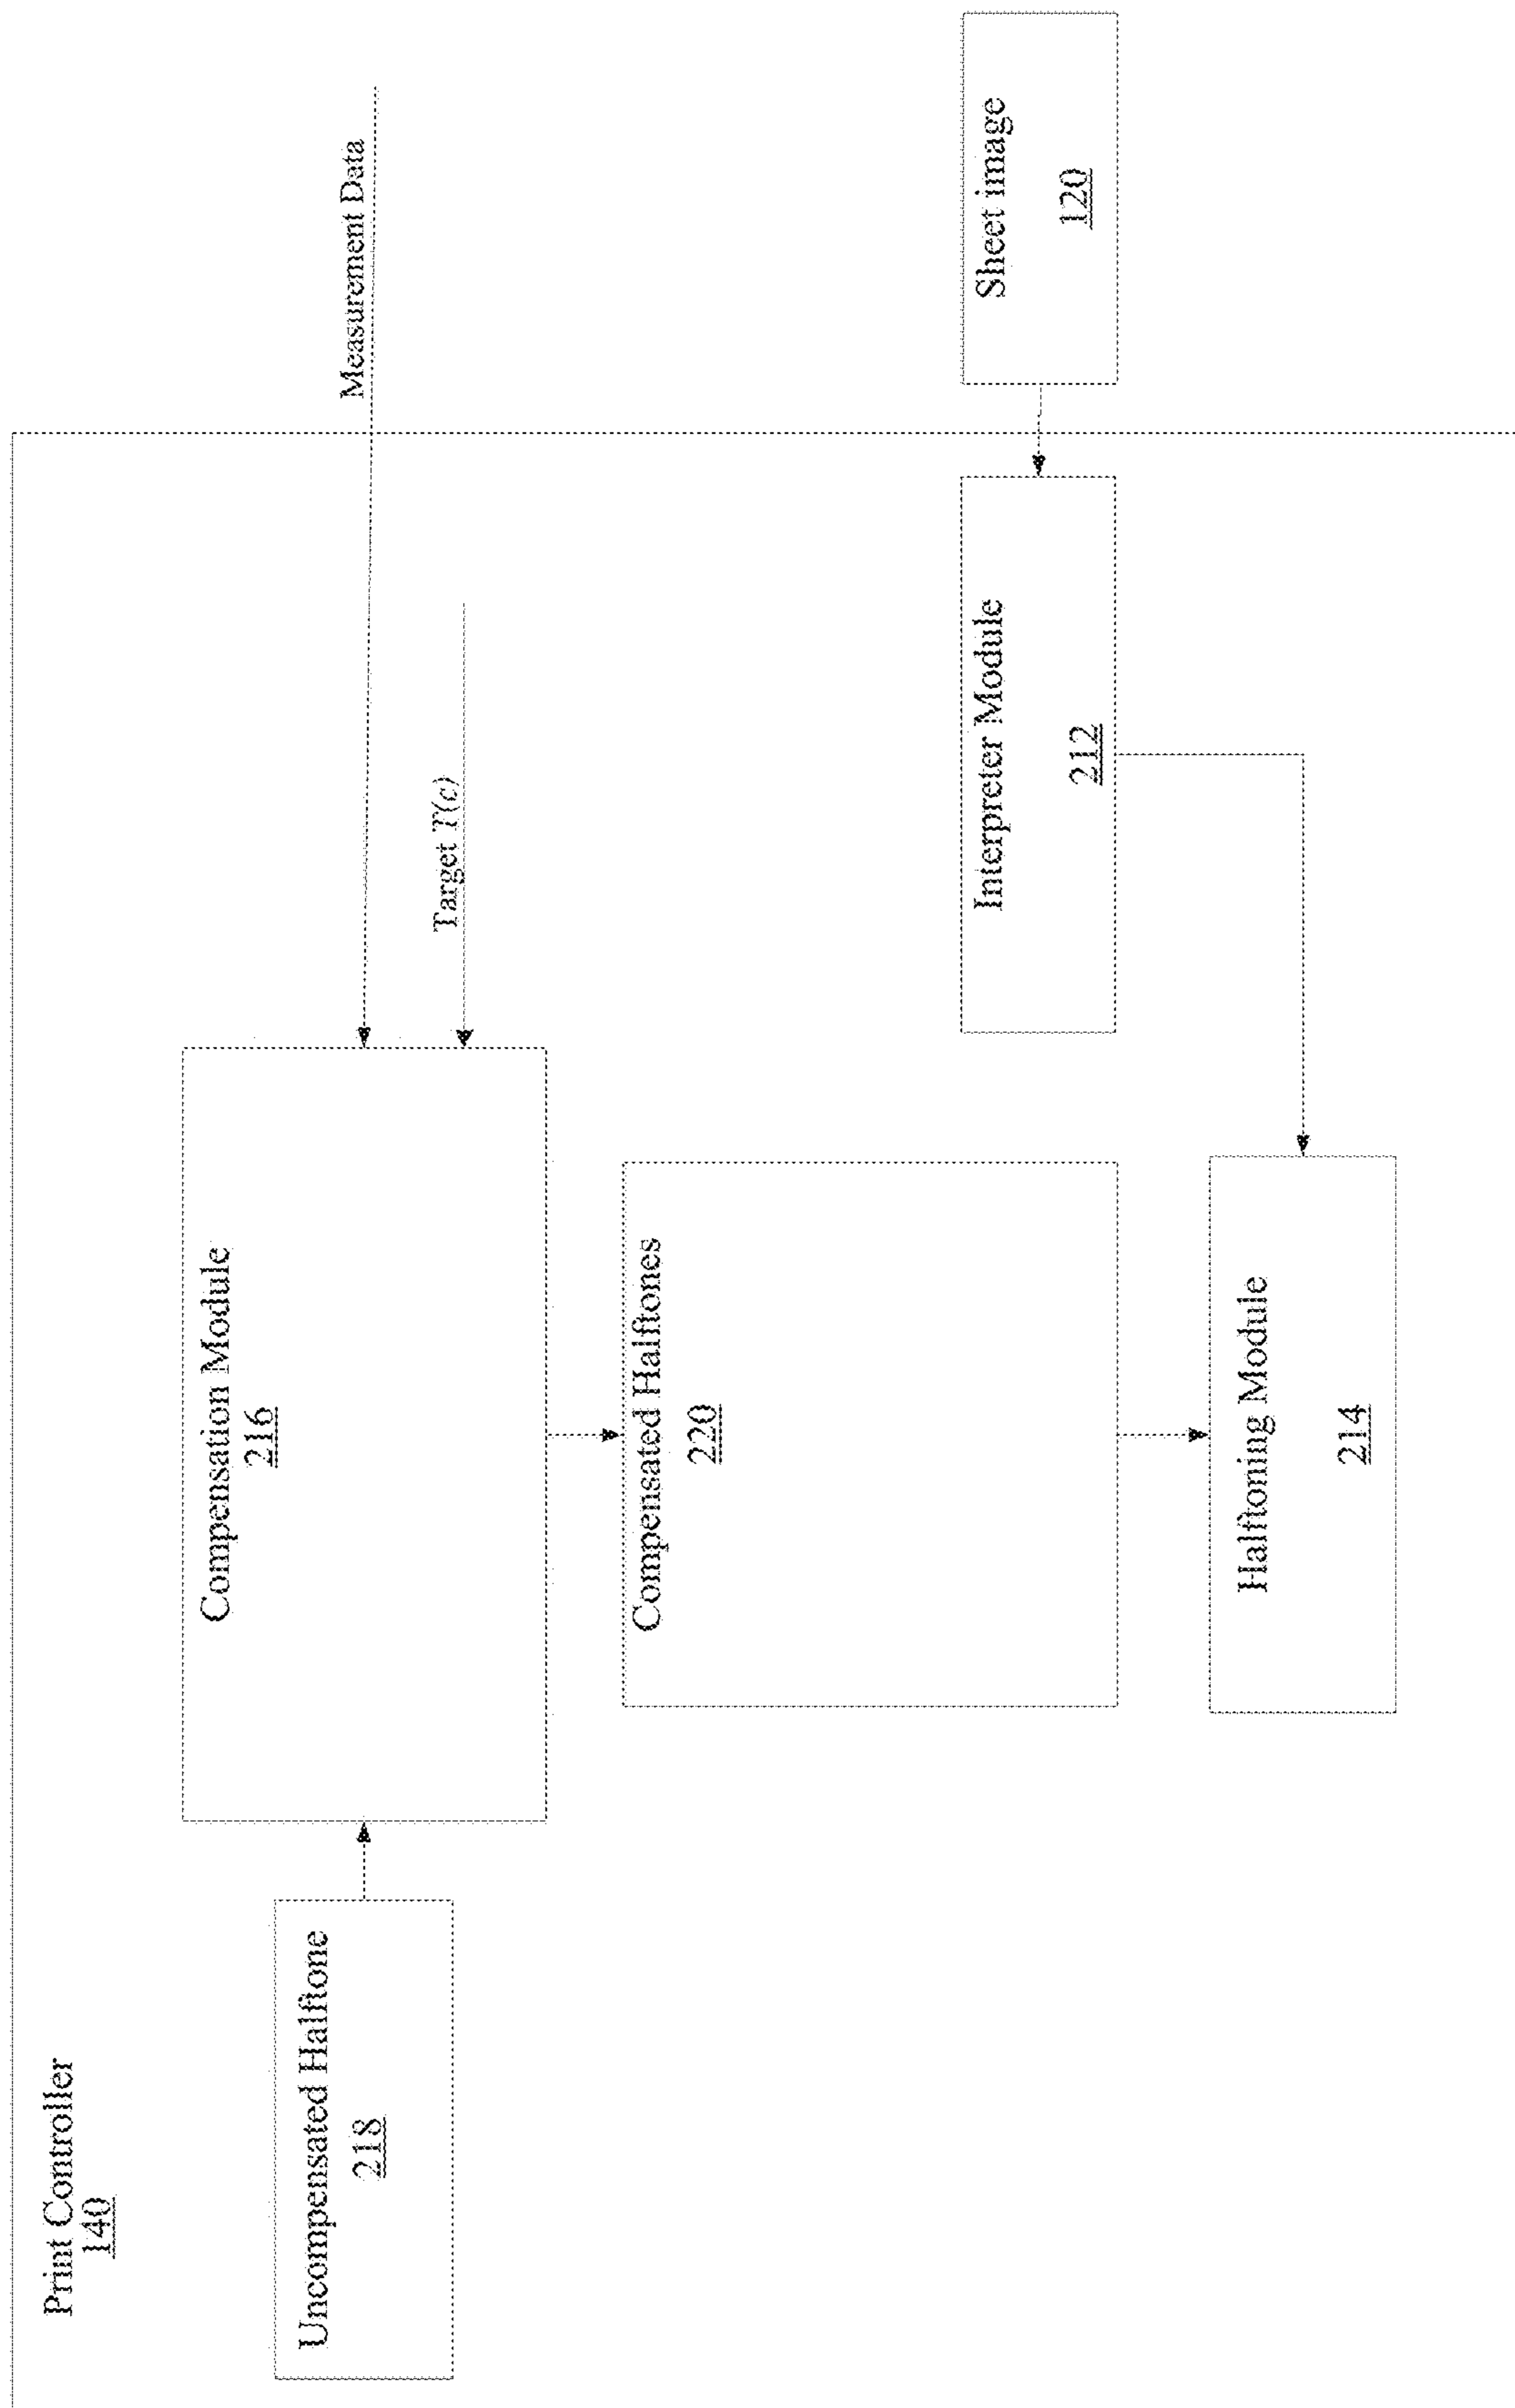 Print Controller
140
Uncompensated Halftone
218
Compensation Module
216
Measurement Data
Target T(c)
Compensated Halftones
220
Interpreter Module
212
Sheet image
120
Halftoning Module
214